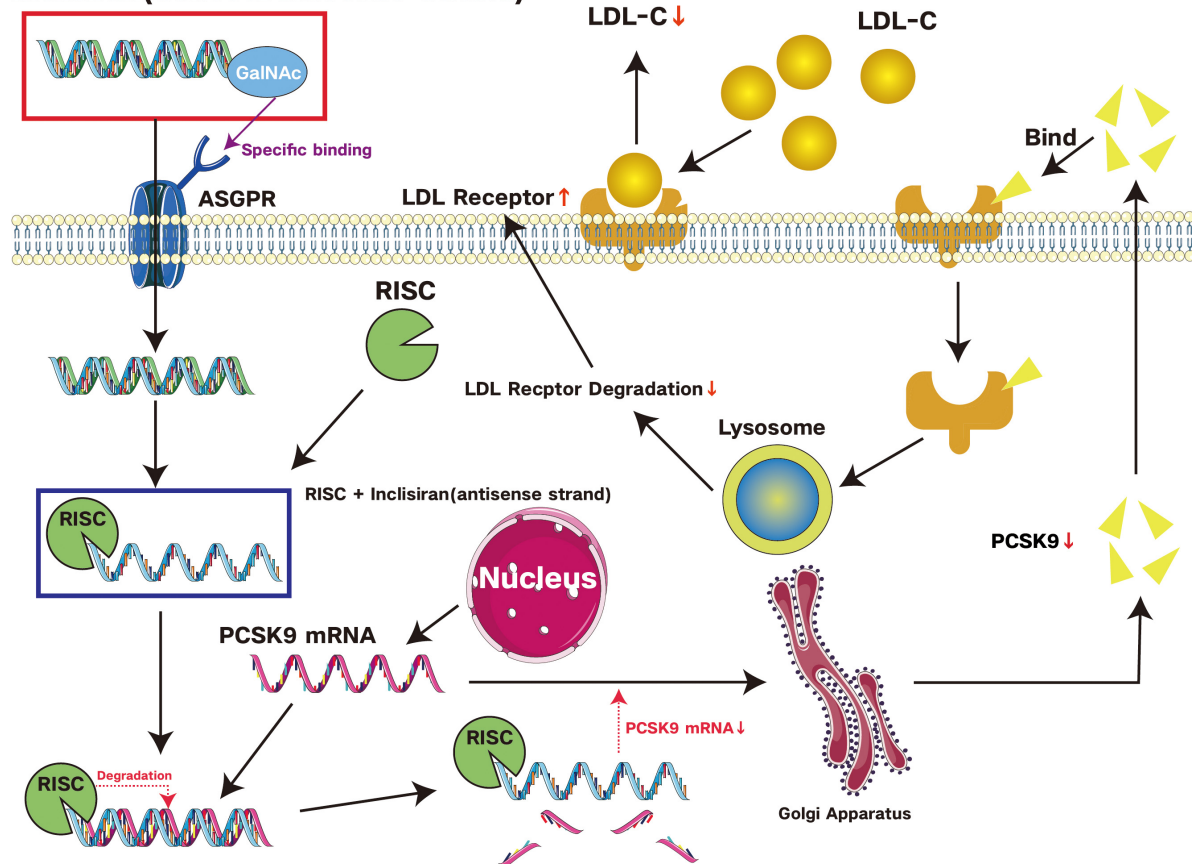 LDL-C↓
LDL-C
GalNAc
Bind
Specific binding
ASGPR
LDL Receptor↑
RISC
LDL Recptor Degradation↓
Lysosome
RISC + Inclisiran(antisense strand)
RISC
PCSK9↓
Nucleus
PCSK9 mRNA
PCSK9 mRNA↓
RISC
RISC
Degradation
Golgi Apparatus